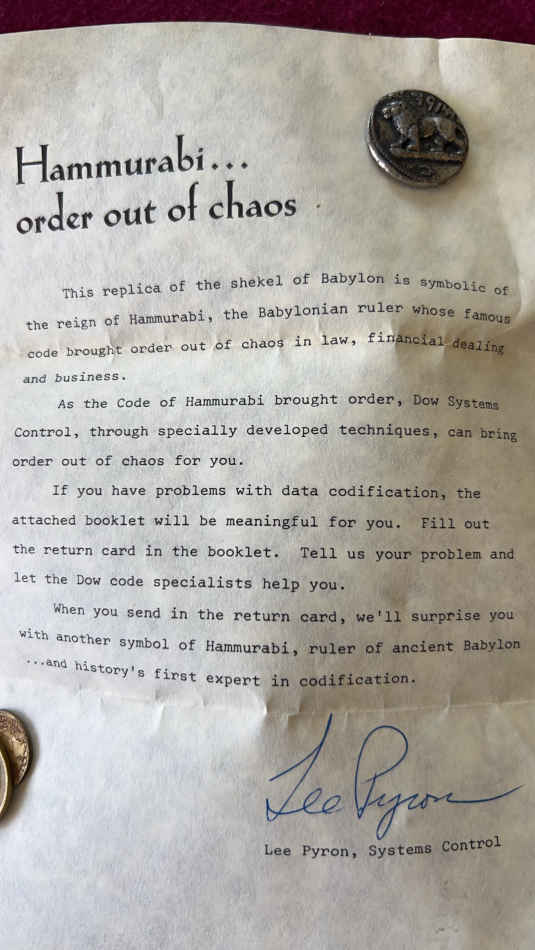 Hammurabi...
order out of chaos
This replica of the shekel of Babylon is symbolic of
the reign of Hammurabi, the Babylonian ruler whose famous
code brought order out of chaos in law, financial dealing
and business.
As the Code of Hammurabi brought order, Dow Systems
Control, through specially developed techniques, can bring
order out of chaos for you.
If you have problems with data codification, the
attached booklet will be meaningful for you. Fill out
the return card in the booklet. Tell us your problem and
let the Dow code specialists help you.
When you send in the return card, we'll surprise you
with another symbol of Hammurabi, ruler of ancient Babylon
...and history's first expert in codification.
Lee Pyron
Lee Pyron, Systems Control